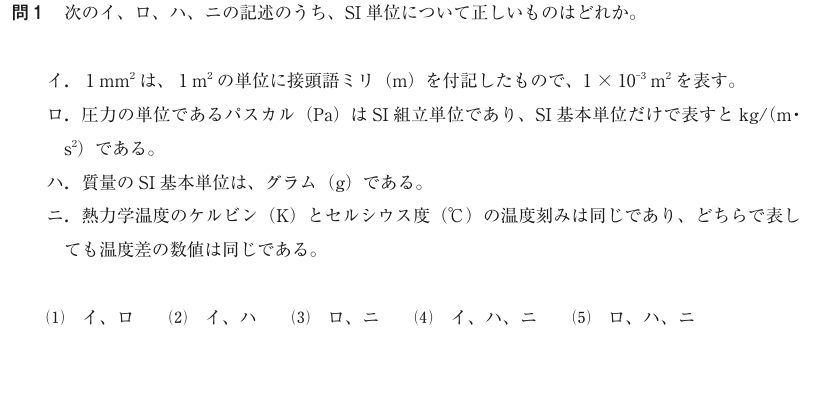 問1 次のイ、ロ、ハ、ニの記述のうち、SI 単位について正しいものはどれか。
イ．1 mm² は、1 m² の単位に接頭語ミリ（m）を付記したもので、1 × 10⁻³ m² を表す。
ロ．圧力の単位であるパスカル（Pa）は SI 組立単位であり、SI 基本単位だけで表すと kg/(m・
s²）である。
ハ．質量の SI 基本単位は、グラム（g）である。
ニ．熱力学温度のケルビン（K）とセルシウス度（℃）の温度刻みは同じであり、どちらで表し
ても温度差の数値は同じである。
⑴ イ、ロ ⑵ イ、ハ ⑶ ロ、ニ ⑷ イ、ハ、ニ ⑸ ロ、ハ、ニ